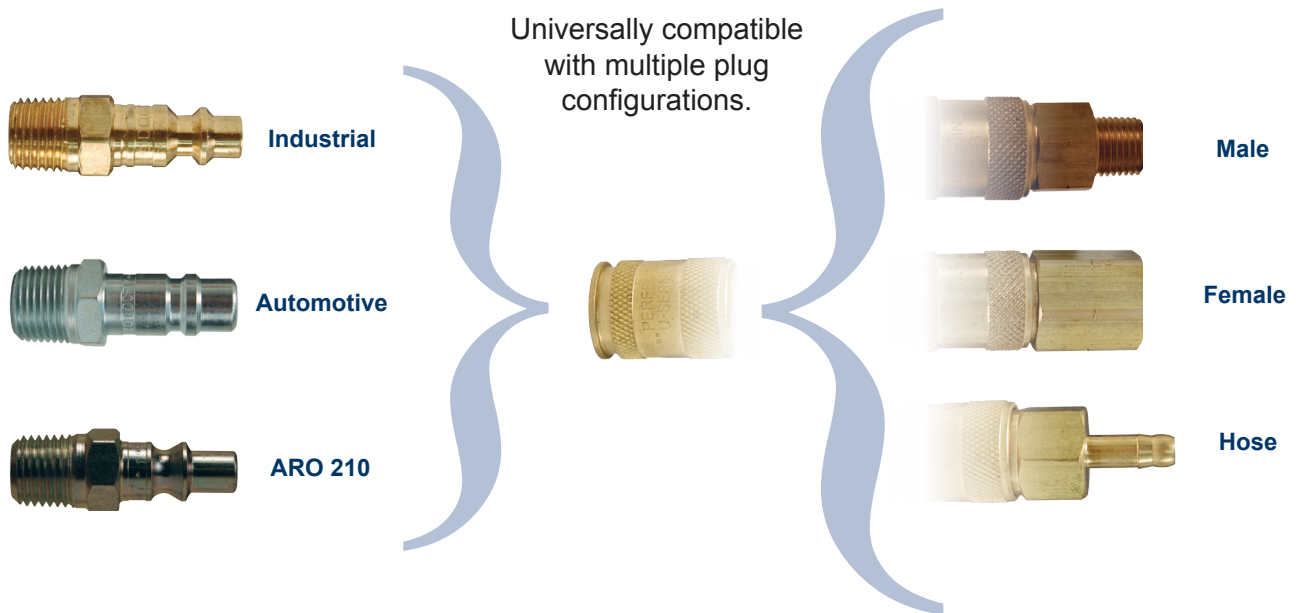 Universally compatible
with multiple plug
configurations.
Industrial
Automotive
ARO 210
Male
Female
Hose